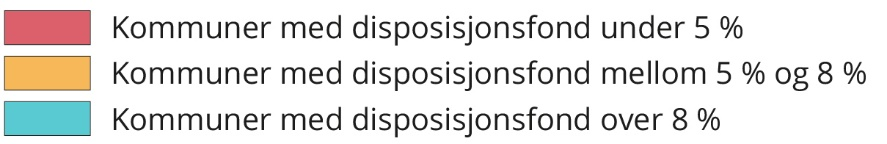 Kommuner med disposisjonsfond under 5 %
Kommuner med disposisjonsfond mellom 5 % og 8 %
Kommuner med disposisjonsfond over 8 %